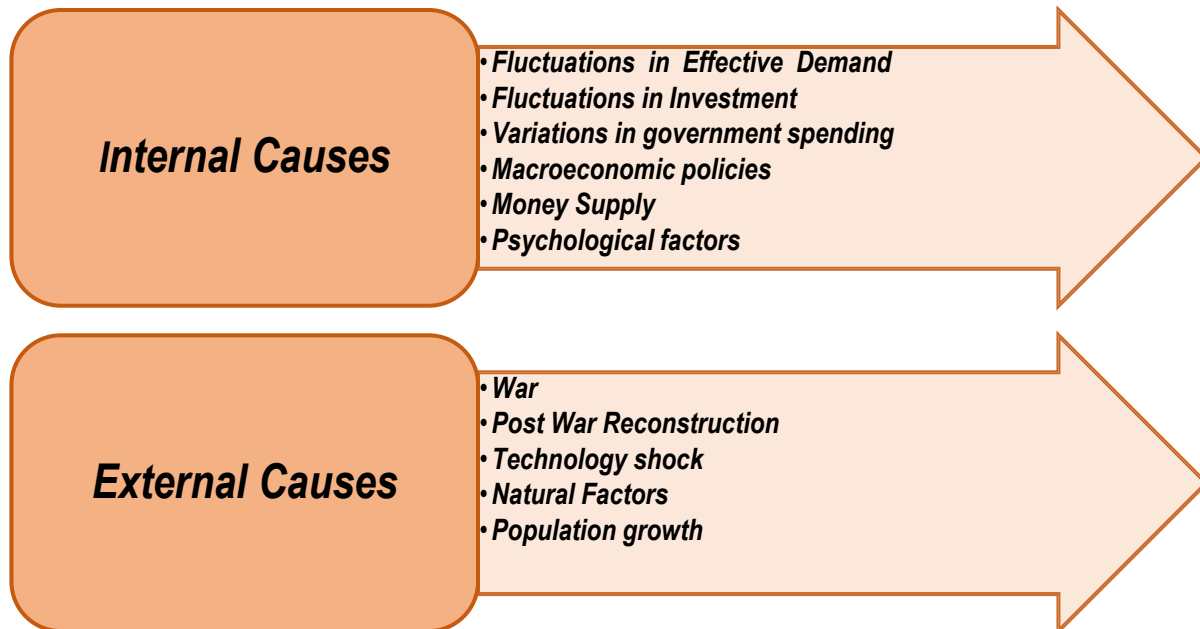 Internal Causes
• Fluctuations in Effective Demand
• Fluctuations in Investment
• Variations in government spending
• Macroeconomic policies
• Money Supply
• Psychological factors
External Causes
• War
• Post War Reconstruction
• Technology shock
• Natural Factors
• Population growth